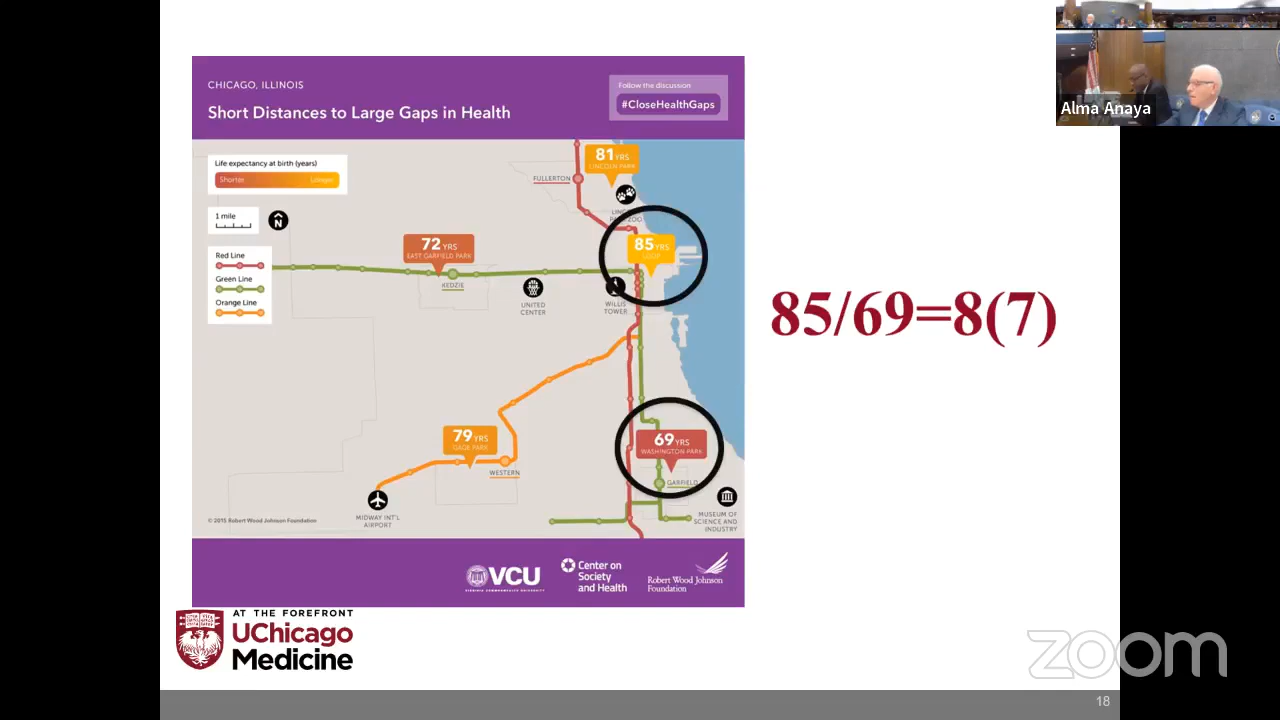 CHICAGO, ILLINOIS
Short Distances to Large Gaps in Health
Follow the discussion
#CloseHealthGaps
Alma Anaya
Life expectancy at birth (years)
Shorter
Longer
1 mile
N
Red Line
Green Line
Orange Line
81 YRS
LINCOLN PARK
FULLERTON
85 YRS
LOOP
72 YRS
EAST GARFIELD PARK
KEDZIE
UNITED
CENTER
WILLIS
TOWER
85/69=8(7)
79 YRS
GAGE PARK
WESTERN
69 YRS
WASHINGTON PARK
GARFIELD
MIDWAY INT'L
AIRPORT
MUSEUM OF
SCIENCE AND
INDUSTRY
© 2015 Robert Wood Johnson Foundation
VCU
VIRGINIA COMMONWEALTH UNIVERSITY
Center on
Society
and Health
Robert Wood Johnson
Foundation
AT THE FOREFRONT
UChicago
Medicine
zoom
18